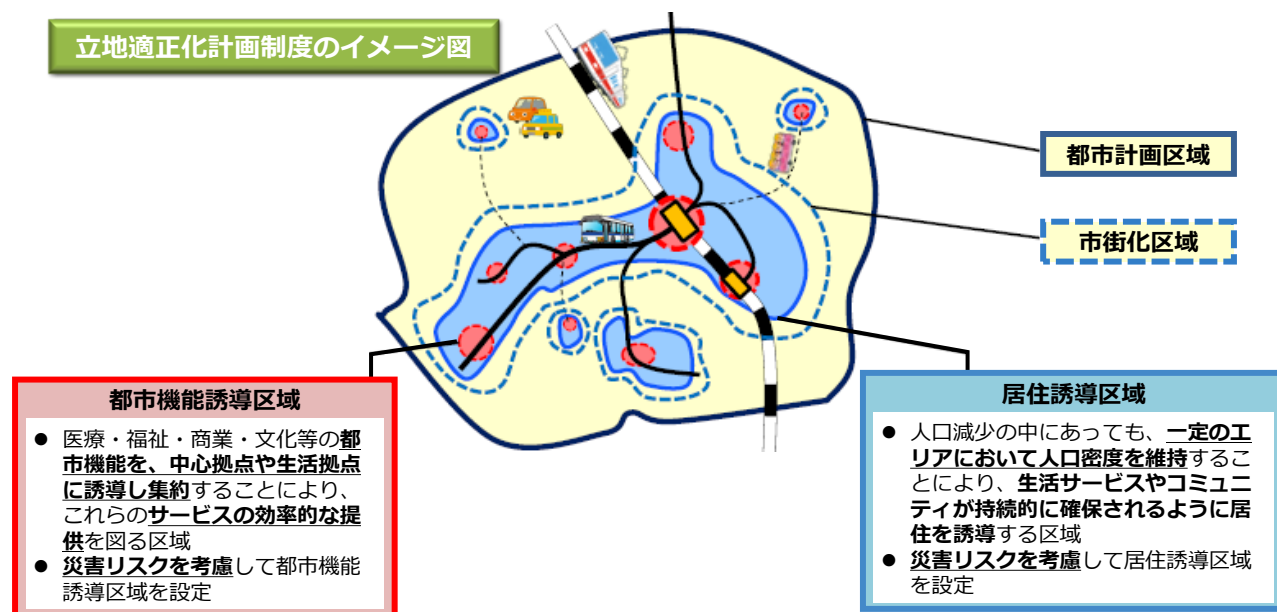 立地適正化計画制度のイメージ図
都市計画区域
市街化区域
都市機能誘導区域
● 医療・福祉・商業・文化等の都
市機能を、中心拠点や生活拠点
に誘導し集約することにより、
これらのサービスの効率的な提
供を図る区域
● 災害リスクを考慮して都市機能
誘導区域を設定
居住誘導区域
● 人口減少の中にあっても、一定のエ
リアにおいて人口密度を維持するこ
とにより、生活サービスやコミュニ
ティが持続的に確保されるように居
住を誘導する区域
● 災害リスクを考慮して居住誘導区域
を設定